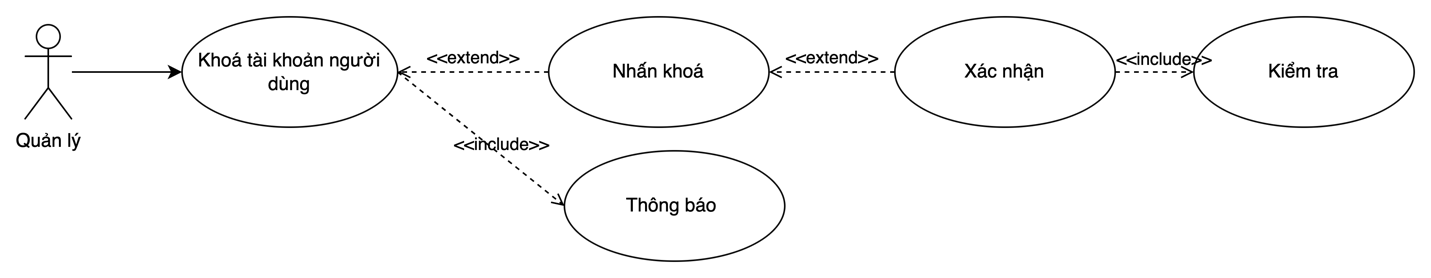 Khoá tài khoản người
dùng
<<extend>>
Nhấn khoá
<<extend>>
Xác nhận
<<include>>
Kiểm tra
Quản lý
<<include>>
Thông báo